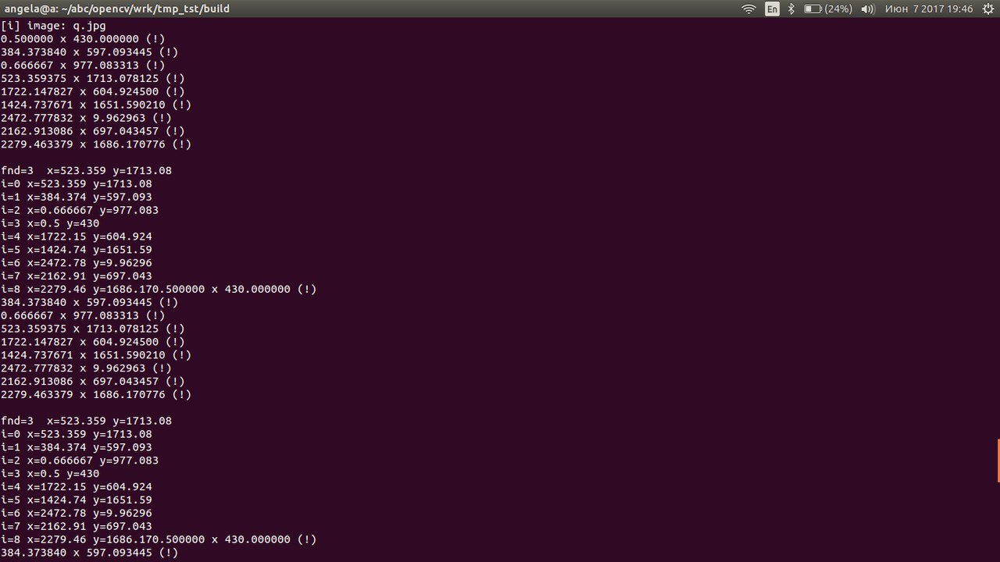 angela@a: ~/abc/opencv/wrk/tmp_tst/build En (24%) Июн 7 2017 19:46
[i] image: q.jpg
0.500000 x 430.000000 (!)
384.373840 x 597.093445 (!)
0.666667 x 977.083313 (!)
523.359375 x 1713.078125 (!)
1722.147827 x 604.924500 (!)
1424.737671 x 1651.590210 (!)
2472.777832 x 9.962963 (!)
2162.913086 x 697.043457 (!)
2279.463379 x 1686.170776 (!)
fnd=3  x=523.359 y=1713.08
i=0 x=523.359 y=1713.08
i=1 x=384.374 y=597.093
i=2 x=0.666667 y=977.083
i=3 x=0.5 y=430
i=4 x=1722.15 y=604.924
i=5 x=1424.74 y=1651.59
i=6 x=2472.78 y=9.96296
i=7 x=2162.91 y=697.043
i=8 x=2279.46 y=1686.170.500000 x 430.000000 (!)
384.373840 x 597.093445 (!)
0.666667 x 977.083313 (!)
523.359375 x 1713.078125 (!)
1722.147827 x 604.924500 (!)
1424.737671 x 1651.590210 (!)
2472.777832 x 9.962963 (!)
2162.913086 x 697.043457 (!)
2279.463379 x 1686.170776 (!)
fnd=3  x=523.359 y=1713.08
i=0 x=523.359 y=1713.08
i=1 x=384.374 y=597.093
i=2 x=0.666667 y=977.083
i=3 x=0.5 y=430
i=4 x=1722.15 y=604.924
i=5 x=1424.74 y=1651.59
i=6 x=2472.78 y=9.96296
i=7 x=2162.91 y=697.043
i=8 x=2279.46 y=1686.170.500000 x 430.000000 (!)
384.373840 x 597.093445 (!)